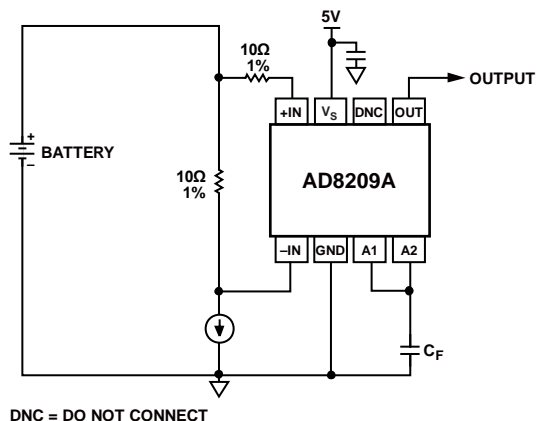 5V
10Ω
1%
OUTPUT
+IN
VS
DNC
OUT
BATTERY
+
–
10Ω
1%
AD8209A
–IN
GND
A1
A2
CF
DNC = DO NOT CONNECT